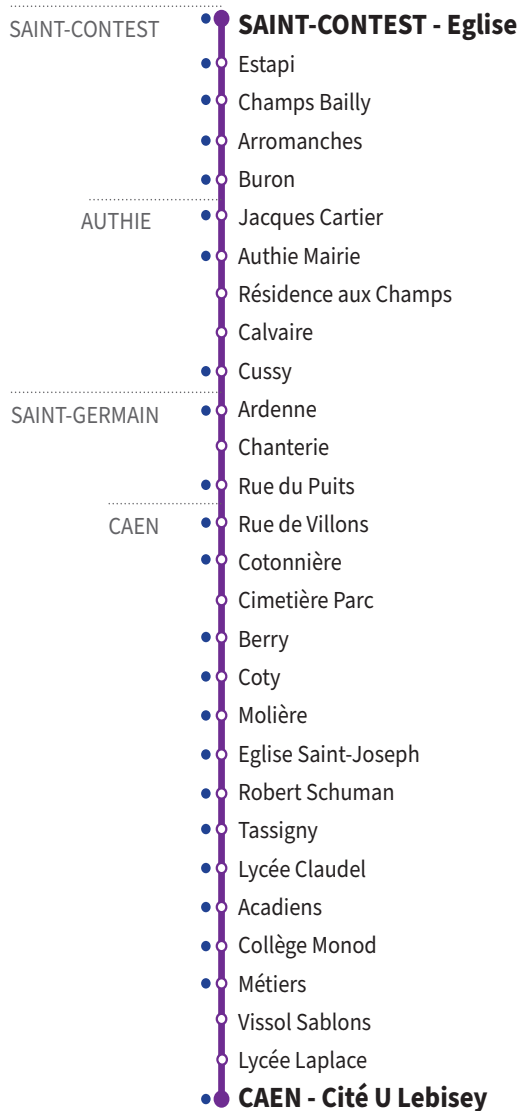 SAINT-CONTEST
SAINT-CONTEST - Eglise
Estapi
Champs Bailly
Arromanches
Buron
AUTHIE
Jacques Cartier
Authie Mairie
Résidence aux Champs
Calvaire
Cussy
SAINT-GERMAIN
Ardenne
Chanterie
Rue du Puits
CAEN
Rue de Villons
Cotonnière
Cimetière Parc
Berry
Coty
Molière
Eglise Saint-Joseph
Robert Schuman
Tassigny
Lycée Claudel
Acadiens
Collège Monod
Métiers
Vissol Sablons
Lycée Laplace
CAEN - Cité U Lebisey